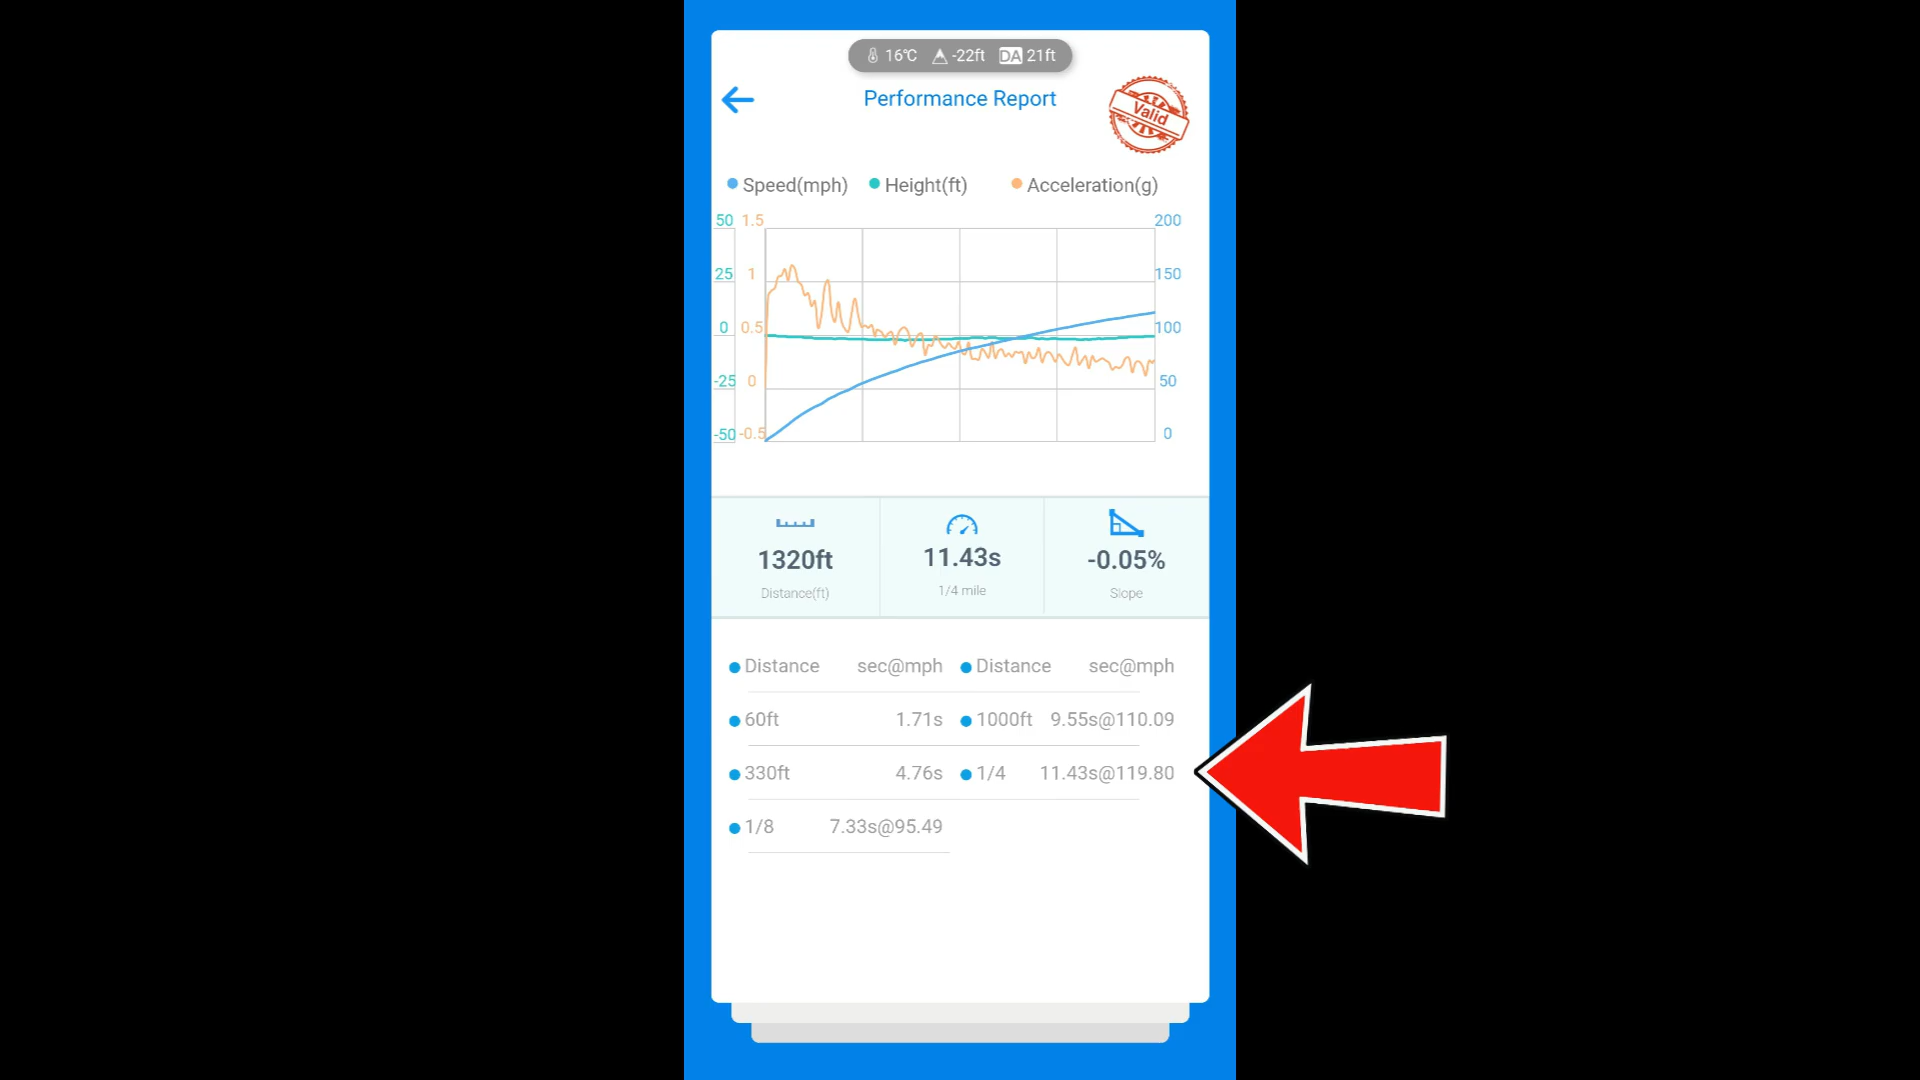 16℃ -22ft DA 21ft
Performance Report
Valid
Speed(mph) Height(ft) Acceleration(g)
50 1.5 200
25 1 150
0 0.5 100
-25 0 50
-50 -0.5 0
1320ft 11.43s -0.05%
Distance(ft) 1/4 mile Slope
Distance sec@mph Distance sec@mph
60ft 1.71s 1000ft 9.55s@110.09
330ft 4.76s 1/4 11.43s@119.80
1/8 7.33s@95.49